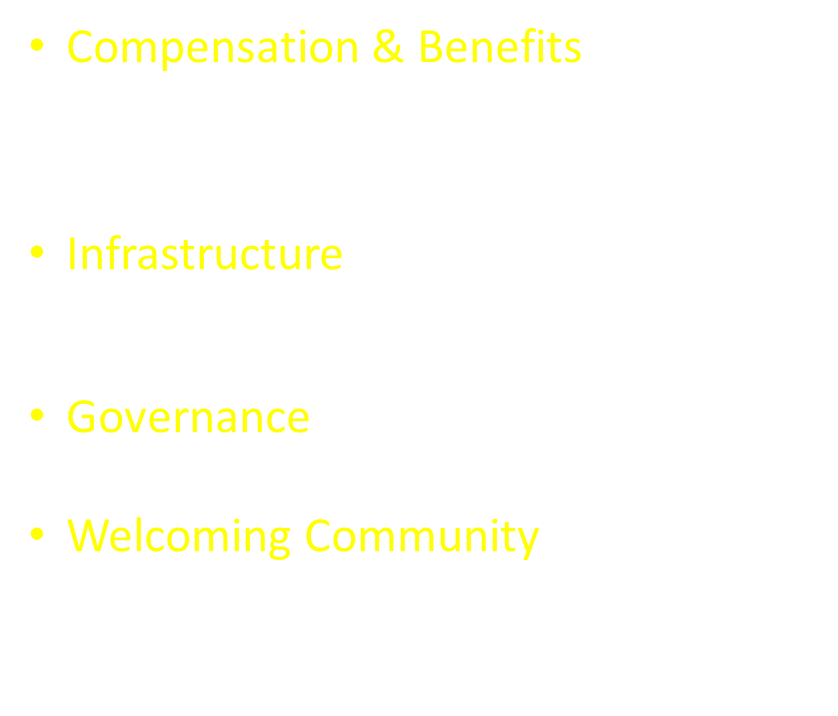 • Compensation & Benefits
• Infrastructure
• Governance
• Welcoming Community